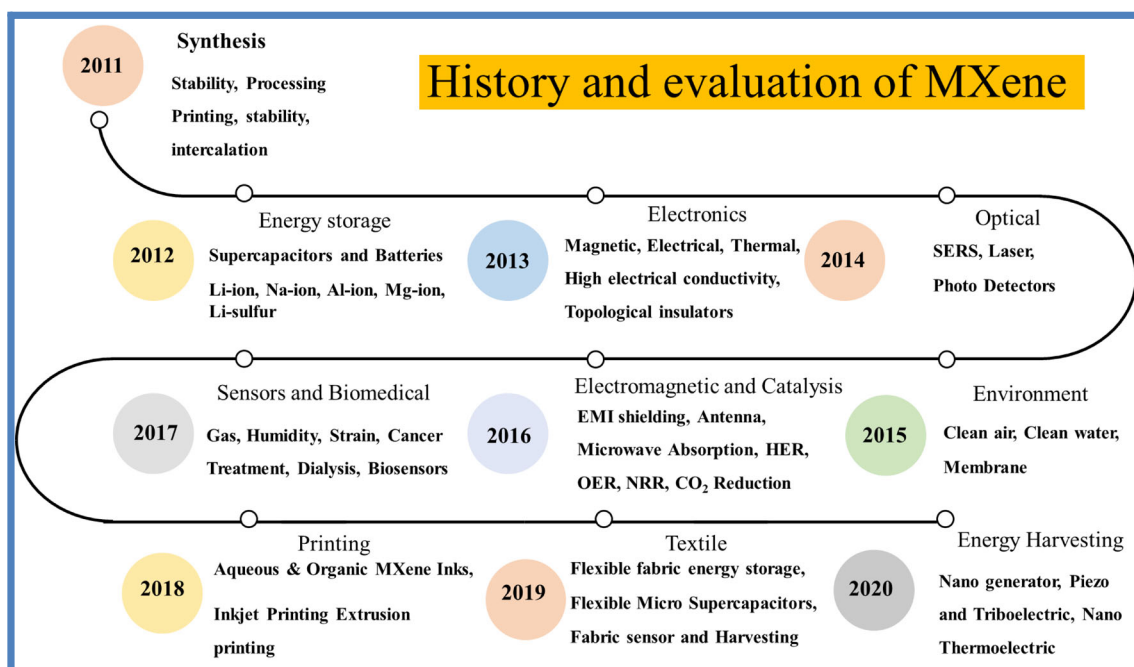 History and evaluation of MXene
2011
Synthesis
Stability, Processing
Printing, stability,
intercalation
2012
Energy storage
Supercapacitors and Batteries
Li-ion, Na-ion, Al-ion, Mg-ion,
Li-sulfur
2013
Electronics
Magnetic, Electrical, Thermal,
High electrical conductivity,
Topological insulators
2014
Optical
SERS, Laser,
Photo Detectors
2015
Environment
Clean air, Clean water,
Membrane
2016
Electromagnetic and Catalysis
EMI shielding, Antenna,
Microwave Absorption, HER,
OER, NRR, CO₂ Reduction
2017
Sensors and Biomedical
Gas, Humidity, Strain, Cancer
Treatment, Dialysis, Biosensors
2018
Printing
Aqueous & Organic MXene Inks,
Inkjet Printing Extrusion
printing
2019
Textile
Flexible fabric energy storage,
Flexible Micro Supercapacitors,
Fabric sensor and Harvesting
2020
Energy Harvesting
Nano generator, Piezo
and Triboelectric, Nano
Thermoelectric